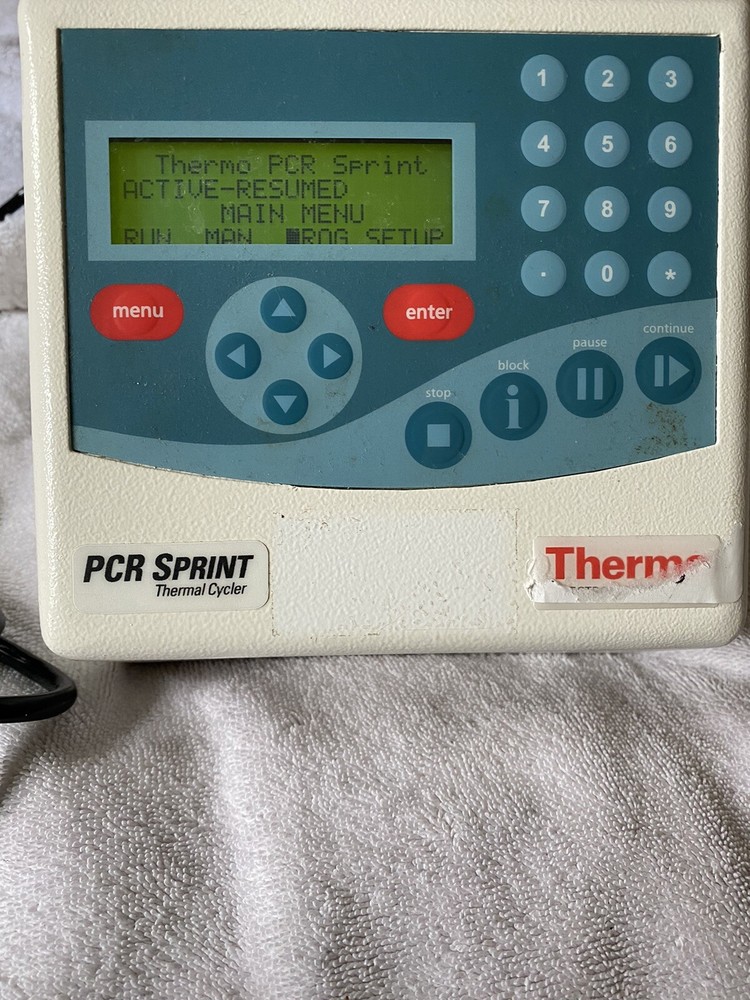 Thermo PCR Sprint
ACTIVE-RESUMED
MAIN MENU
RUN MAN ■ROG SETUP
1 2 3
4 5 6
7 8 9
· 0 *
menu
enter
stop
block
i
pause
continue
PCR SPRINT
Thermal Cycler
Thermo